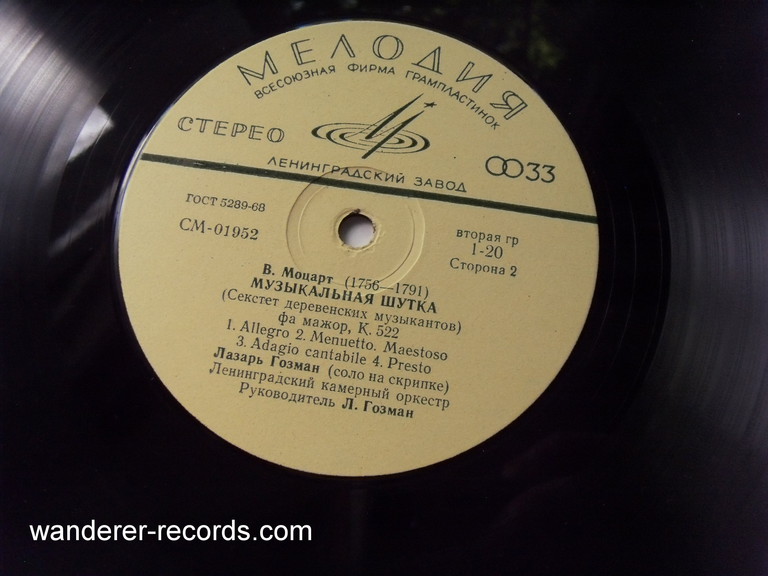 МЕЛОДИЯ
ВСЕСОЮЗНАЯ ФИРМА ГРАМПЛАСТИНОК
СТЕРЕО
33
ЛЕНИНГРАДСКИЙ ЗАВОД
ГОСТ 5289-68
СМ-01952
вторая гр
1-20
Сторона 2
В. Моцарт (1756—1791)
МУЗЫКАЛЬНАЯ ШУТКА
(Секстет деревенских музыкантов)
фа мажор, К. 522
1. Allegro 2. Menuetto. Maestoso
3. Adagio cantabile 4. Presto
Лазарь Гозман (соло на скрипке)
Ленинградский камерный оркестр
Руководитель Л. Гозман
wanderer-records.com